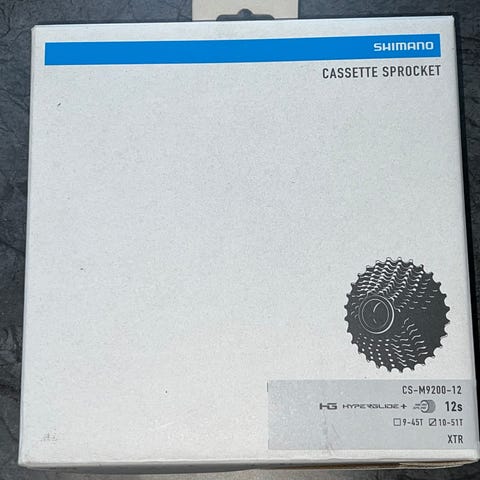 SHIMANO
CASSETTE SPROCKET
CS-M9200-12
HG HYPERGLIDE+ 12s
☐9-45T ☑10-51T
XTR